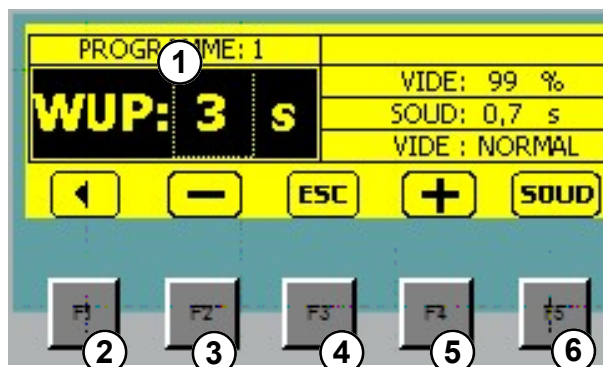 PROGRAMME: 1
1
WUP: 3 s
VIDE: 99 %
SOUD: 0,7 s
VIDE : NORMAL
ESC
SOUD
F1 F2 F3 F4 F5
2 3 4 5 6